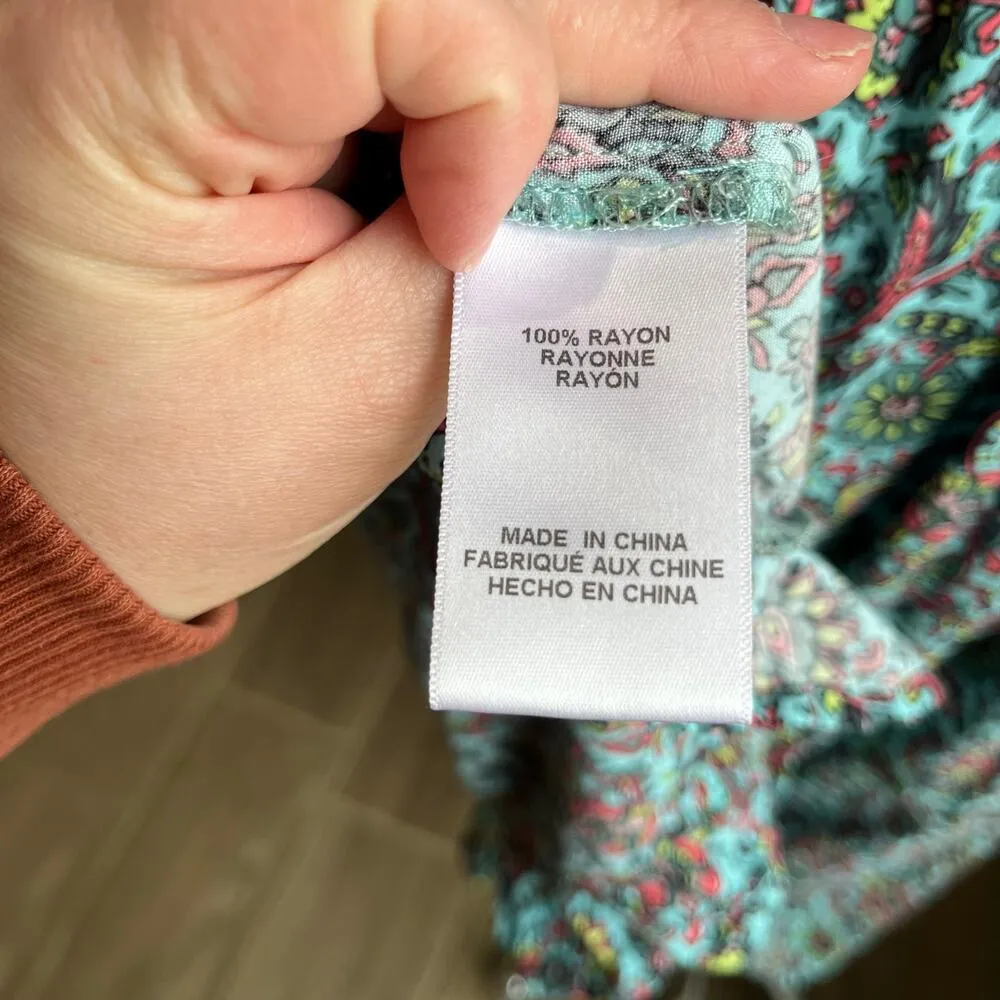 100% RAYON
RAYONNE
RAYÓN
MADE IN CHINA
FABRIQUÉ AUX CHINE
HECHO EN CHINA